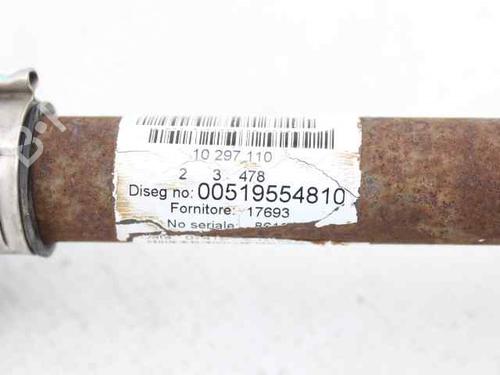 10 297 110
2 3 478
Diseg no: 00519554810
Fornitore: 17693
No seriale: